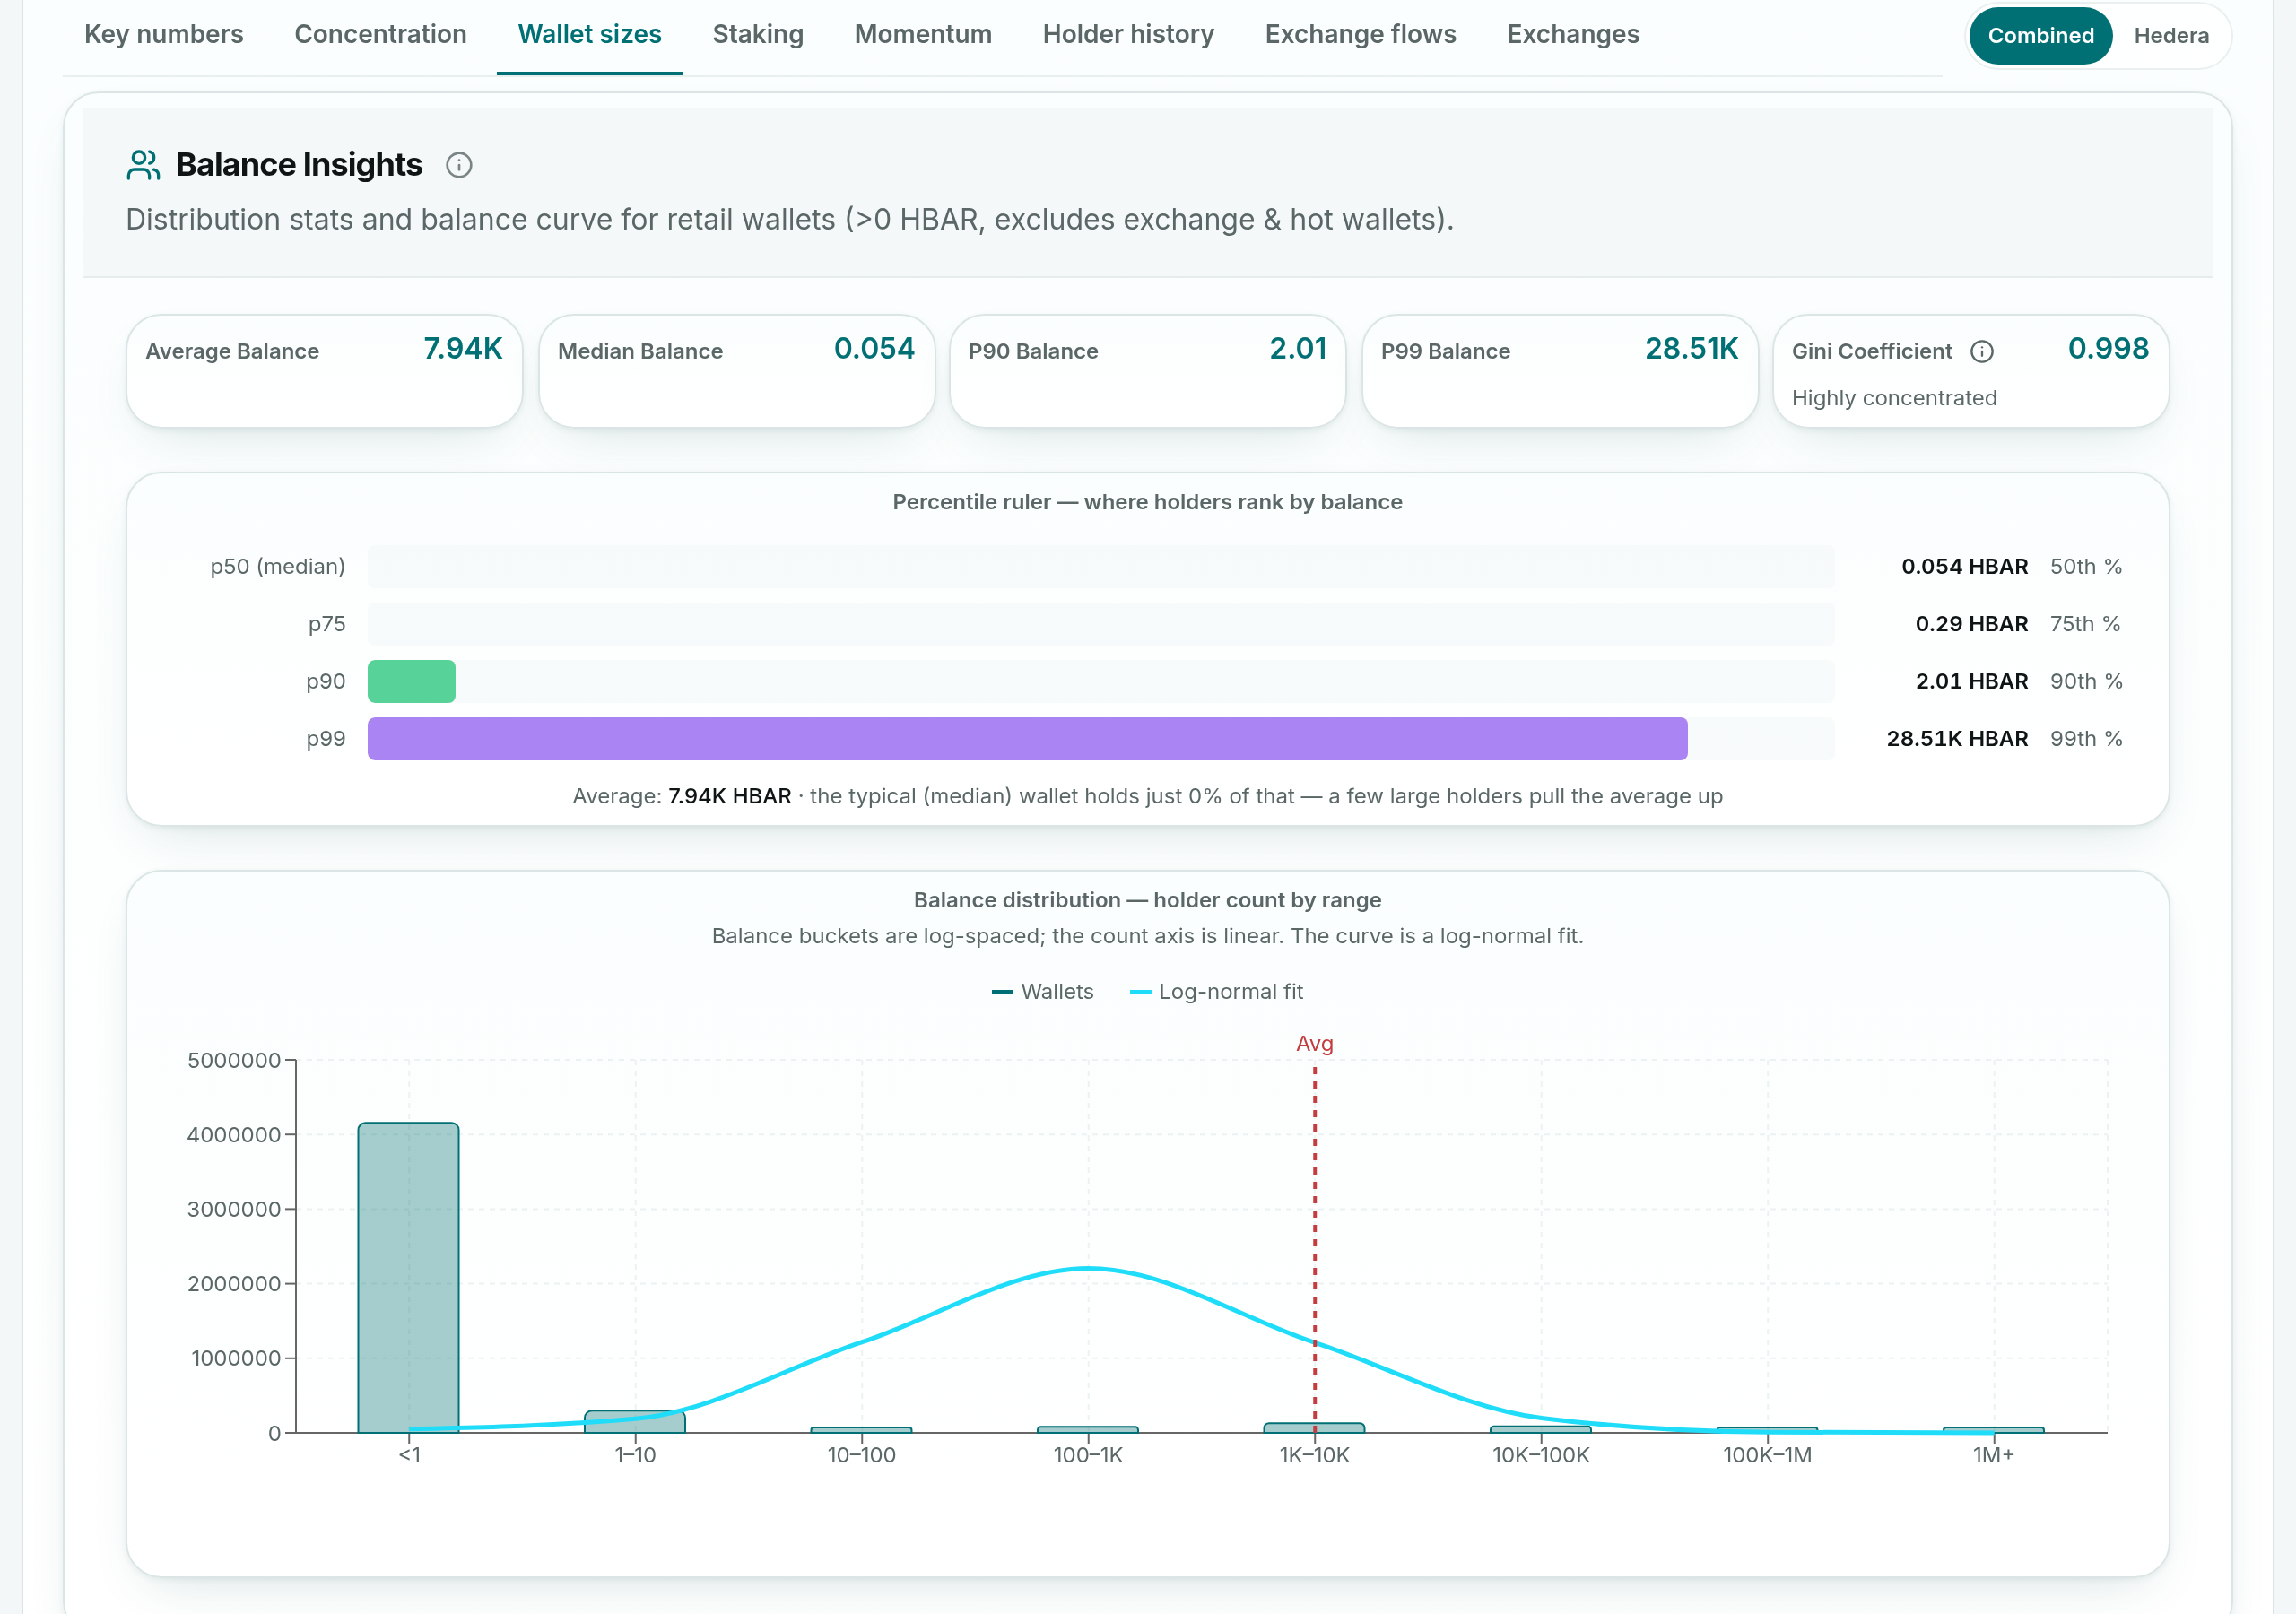 Key numbers Concentration Wallet sizes Staking Momentum Holder history Exchange flows Exchanges Combined Hedera
Balance Insights
Distribution stats and balance curve for retail wallets (>0 HBAR, excludes exchange & hot wallets).
Average Balance 7.94K
Median Balance 0.054
P90 Balance 2.01
P99 Balance 28.51K
Gini Coefficient 0.998
Highly concentrated
Percentile ruler — where holders rank by balance
p50 (median) 0.054 HBAR 50th %
p75 0.29 HBAR 75th %
p90 2.01 HBAR 90th %
p99 28.51K HBAR 99th %
Average: 7.94K HBAR · the typical (median) wallet holds just 0% of that — a few large holders pull the average up
Balance distribution — holder count by range
Balance buckets are log-spaced; the count axis is linear. The curve is a log-normal fit.
Wallets Log-normal fit
Avg
5000000
4000000
3000000
2000000
1000000
0
<1 1–10 10–100 100–1K 1K–10K 10K–100K 100K–1M 1M+